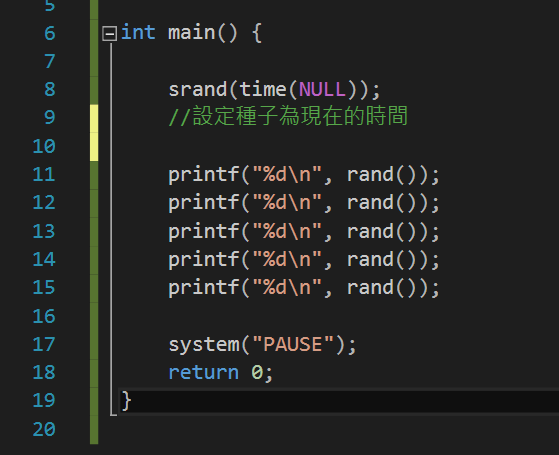 5
6 int main() {
7
8 srand(time(NULL));
9 //設定種子為現在的時間
10
11 printf("%d\n", rand());
12 printf("%d\n", rand());
13 printf("%d\n", rand());
14 printf("%d\n", rand());
15 printf("%d\n", rand());
16
17 system("PAUSE");
18 return 0;
19 }
20